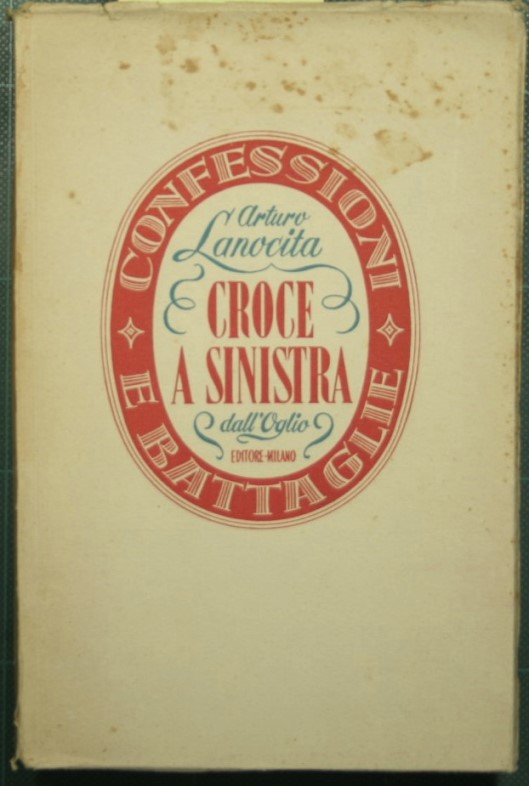 CONFESSIONI
Arturo
Lanocita
CROCE
A SINISTRA
dall'Oglio
EDITORE-MILANO
E BATTAGLIE